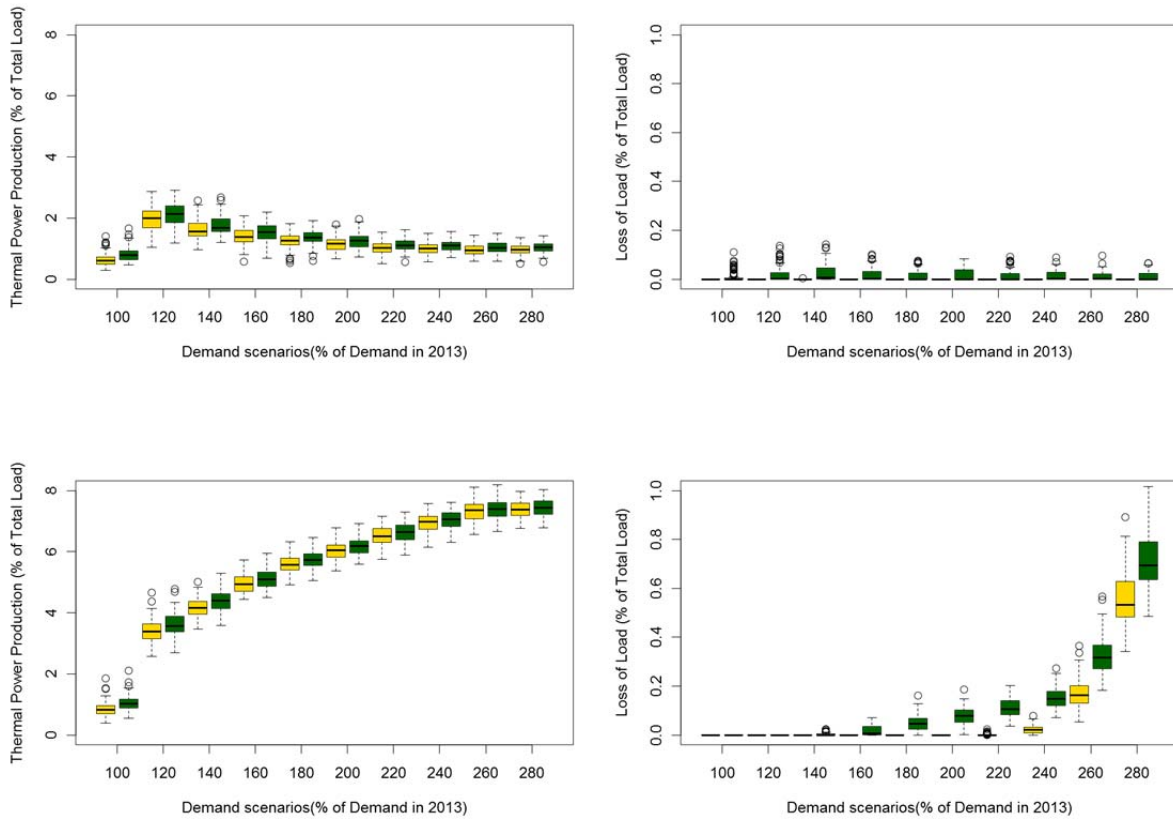 Thermal Power Production (% of Total Load)
8
6
4
2
0
100 120 140 160 180 200 220 240 260 280
Demand scenarios(% of Demand in 2013)
Loss of Load (% of Total Load)
1.0
0.8
0.6
0.4
0.2
0.0
100 120 140 160 180 200 220 240 260 280
Demand scenarios(% of Demand in 2013)
Thermal Power Production (% of Total Load)
8
6
4
2
0
100 120 140 160 180 200 220 240 260 280
Demand scenarios(% of Demand in 2013)
Loss of Load (% of Total Load)
1.0
0.8
0.6
0.4
0.2
0.0
100 120 140 160 180 200 220 240 260 280
Demand scenarios(% of Demand in 2013)